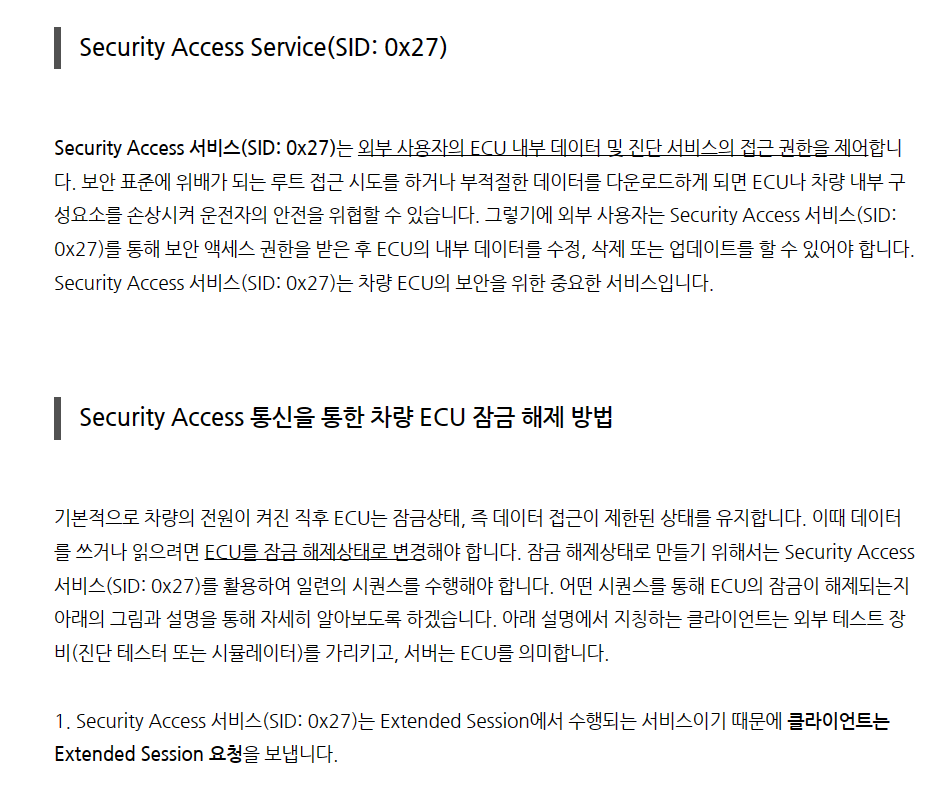 Security Access Service(SID: 0x27)
Security Access 서비스(SID: 0x27)는 외부 사용자의 ECU 내부 데이터 및 진단 서비스의 접근 권한을 제어합니
다. 보안 표준에 위배가 되는 루트 접근 시도를 하거나 부적절한 데이터를 다운로드하게 되면 ECU나 차량 내부 구
성요소를 손상시켜 운전자의 안전을 위협할 수 있습니다. 그렇기에 외부 사용자는 Security Access 서비스(SID:
0x27)를 통해 보안 액세스 권한을 받은 후 ECU의 내부 데이터를 수정, 삭제 또는 업데이트를 할 수 있어야 합니다.
Security Access 서비스(SID: 0x27)는 차량 ECU의 보안을 위한 중요한 서비스입니다.
Security Access 통신을 통한 차량 ECU 잠금 해제 방법
기본적으로 차량의 전원이 켜진 직후 ECU는 잠금상태, 즉 데이터 접근이 제한된 상태를 유지합니다. 이때 데이터
를 쓰거나 읽으려면 ECU를 잠금 해제상태로 변경해야 합니다. 잠금 해제상태로 만들기 위해서는 Security Access
서비스(SID: 0x27)를 활용하여 일련의 시퀀스를 수행해야 합니다. 어떤 시퀀스를 통해 ECU의 잠금이 해제되는지
아래의 그림과 설명을 통해 자세히 알아보도록 하겠습니다. 아래 설명에서 지칭하는 클라이언트는 외부 테스트 장
비(진단 테스터 또는 시뮬레이터)를 가리키고, 서버는 ECU를 의미합니다.
1. Security Access 서비스(SID: 0x27)는 Extended Session에서 수행되는 서비스이기 때문에 클라이언트는
Extended Session 요청을 보냅니다.